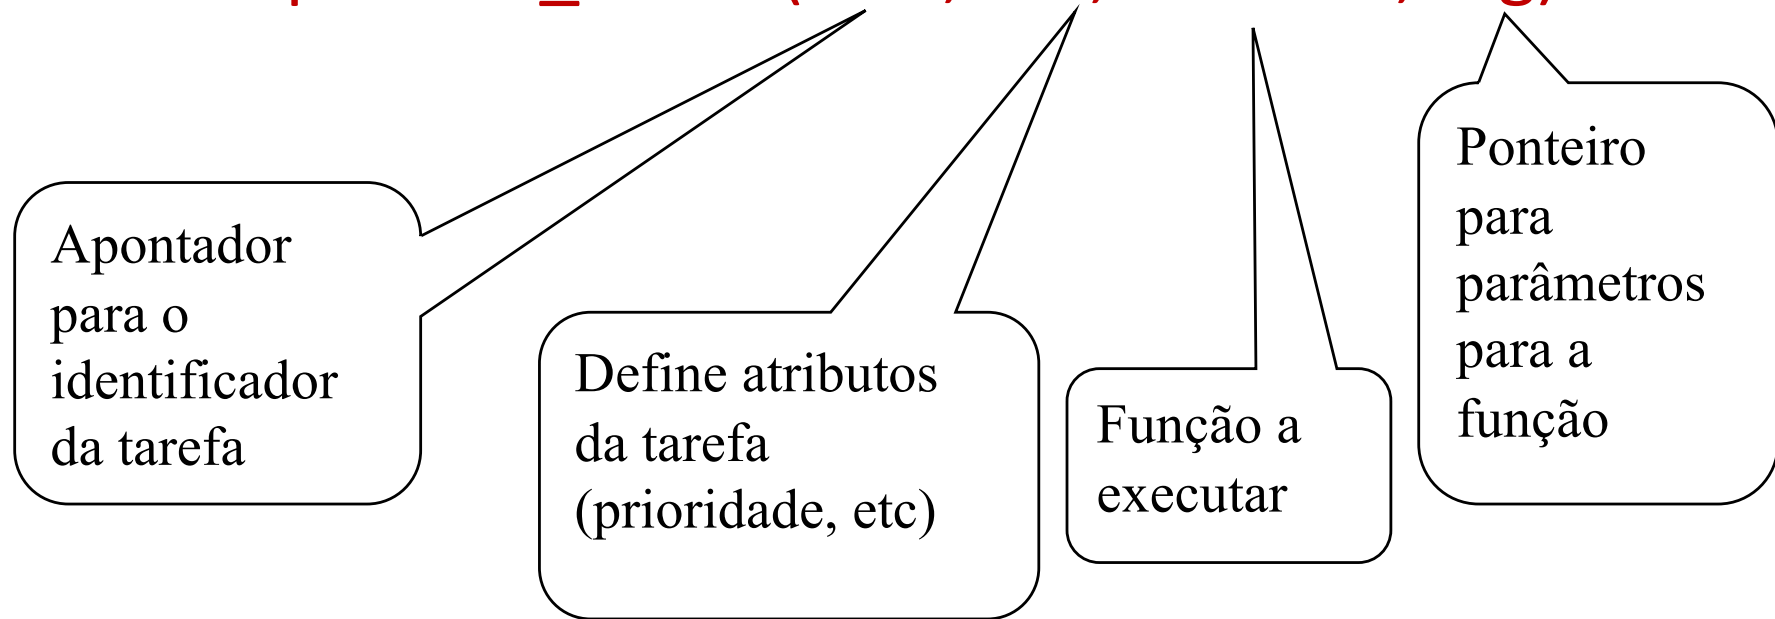 Apontador
para o
identificador
da tarefa
Define atributos
da tarefa
(prioridade, etc)
Função a
executar
Ponteiro
para
parâmetros
para a
função